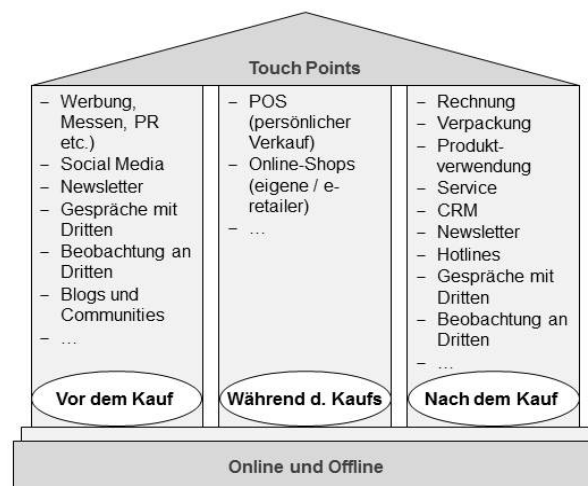 Touch Points
– Werbung,
Messen, PR
etc.)
– Social Media
– Newsletter
– Gespräche mit
Dritten
– Beobachtung an
Dritten
– Blogs und
Communities
– …
Vor dem Kauf
– POS
(persönlicher
Verkauf)
– Online-Shops
(eigene / e-
retailer)
– …
Während d. Kaufs
– Rechnung
– Verpackung
– Produkt-
verwendung
– Service
– CRM
– Newsletter
– Hotlines
– Gespräche mit
Dritten
– Beobachtung an
Dritten
– …
Nach dem Kauf
Online und Offline